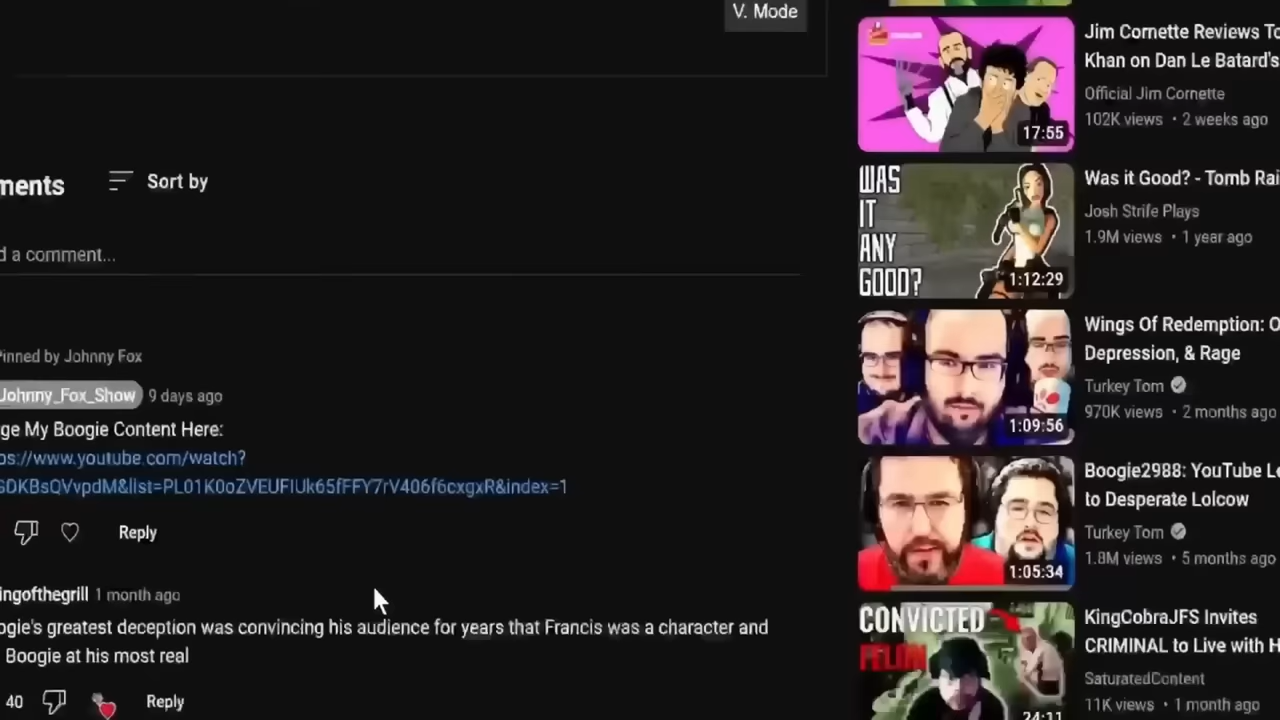 V. Mode
ments
Sort by
d a comment...
Pinned by Johnny Fox
Johnny_Fox_Show 9 days ago
ge My Boogie Content Here:
ps://www.youtube.com/watch?
GDKBsQVvpdM&list=PL01K0oZVEUFIUk65fFFY7rV406f6cxgxR&index=1
Reply
ingofthegrill 1 month ago
ogie's greatest deception was convincing his audience for years that Francis was a character and
Boogie at his most real
40
Reply
17:55
Jim Cornette Reviews To
Khan on Dan Le Batard's
Official Jim Cornette
102K views • 2 weeks ago
WAS
IT
ANY
GOOD?
1:12:29
Was it Good? - Tomb Rai
Josh Strife Plays
1.9M views • 1 year ago
1:09:56
Wings Of Redemption: O
Depression, & Rage
Turkey Tom
970K views • 2 months ago
1:05:34
Boogie2988: YouTube Le
to Desperate Lolcow
Turkey Tom
1.8M views • 5 months ago
CONVICTED
FELON
24:11
KingCobraJFS Invites
CRIMINAL to Live with H
SaturatedContent
11K views • 1 month ago